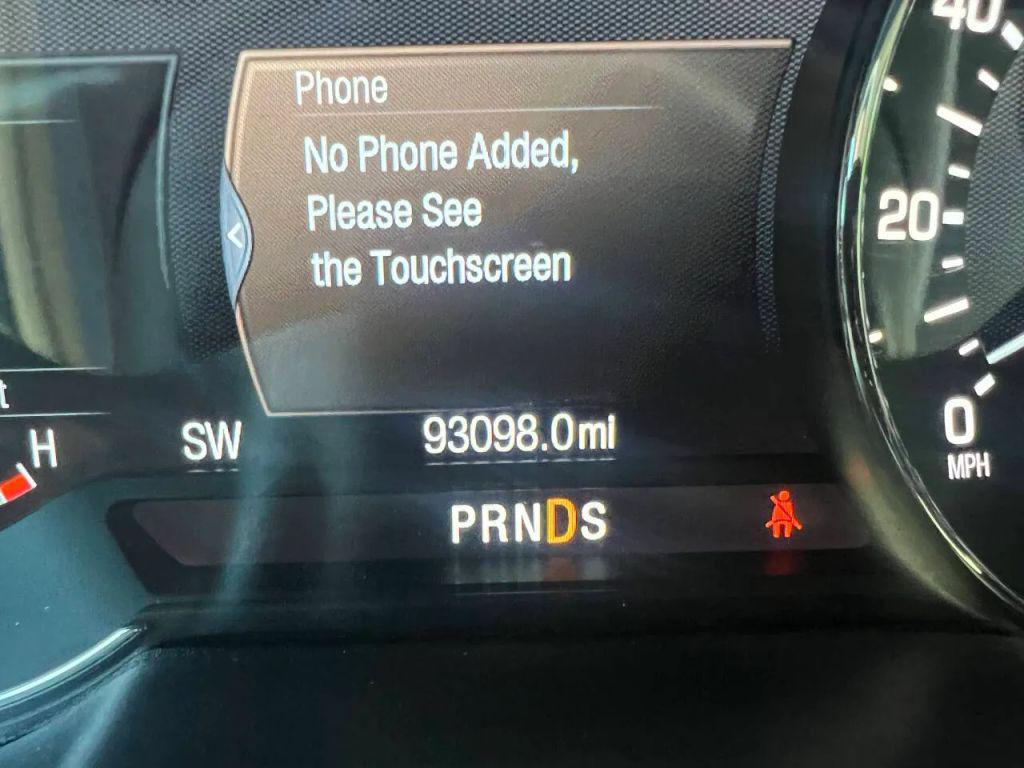 Phone
No Phone Added,
Please See
the Touchscreen
40
20
0
MPH
t
H
SW
93098.0mi
PRNDS